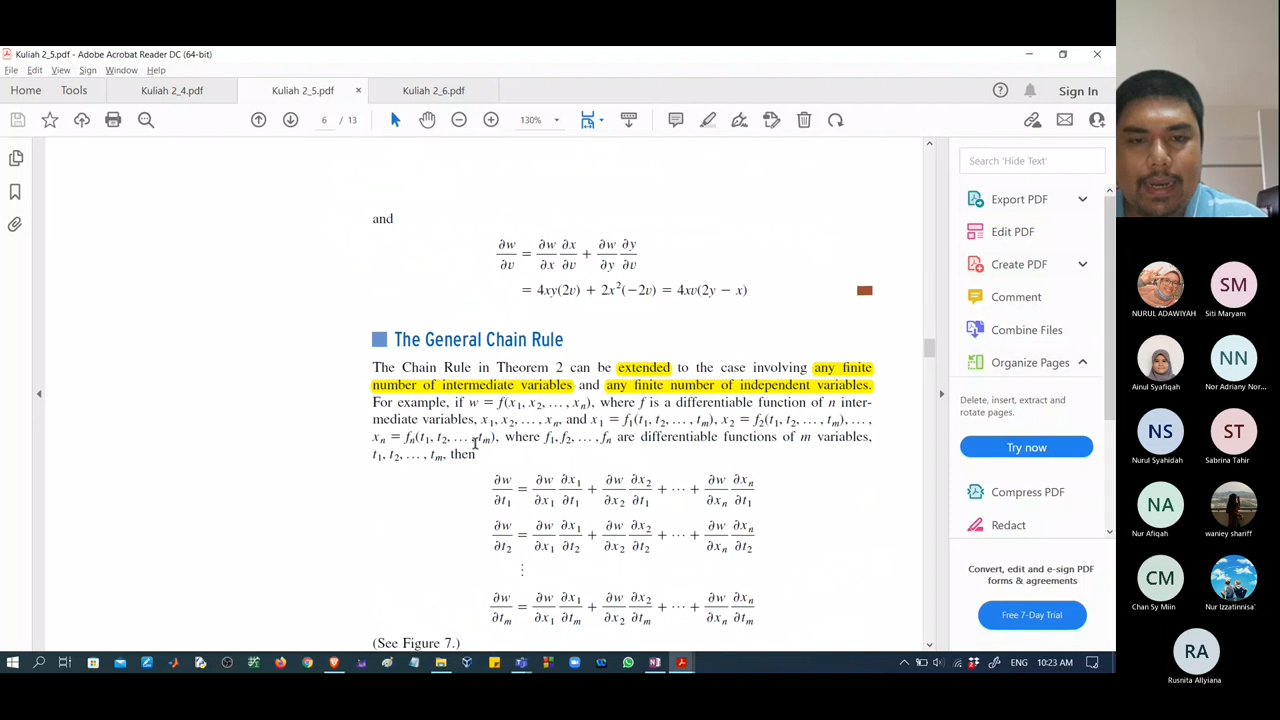 Kuliah 2_5.pdf - Adobe Acrobat Reader DC (64-bit)
File Edit View Sign Window Help
Home Tools Kuliah 2_4.pdf Kuliah 2_5.pdf × Kuliah 2_6.pdf Sign In
6 / 13 130%
Search 'Hide Text'
Export PDF
Edit PDF
Create PDF
Comment
Combine Files
Organize Pages
Delete, insert, extract and
rotate pages.
Try now
Compress PDF
Redact
Convert, edit and e-sign PDF
forms & agreements
Free 7-Day Trial
and
∂w/∂v = ∂w/∂x ∂x/∂v + ∂w/∂y ∂y/∂v
= 4xy(2v) + 2x²(−2v) = 4xv(2y − x)
The General Chain Rule
The Chain Rule in Theorem 2 can be extended to the case involving any finite
number of intermediate variables and any finite number of independent variables.
For example, if w = f(x₁, x₂, . . . , xₙ), where f is a differentiable function of n inter-
mediate variables, x₁, x₂, . . . , xₙ, and x₁ = f₁(t₁, t₂, . . . , tₘ), x₂ = f₂(t₁, t₂, . . . , tₘ), . . . ,
xₙ = fₙ(t₁, t₂, . . . , tₘ), where f₁, f₂, . . . , fₙ are differentiable functions of m variables,
t₁, t₂, . . . , tₘ, then
∂w/∂t₁ = ∂w/∂x₁ ∂x₁/∂t₁ + ∂w/∂x₂ ∂x₂/∂t₁ + ⋯ + ∂w/∂xₙ ∂xₙ/∂t₁
∂w/∂t₂ = ∂w/∂x₁ ∂x₁/∂t₂ + ∂w/∂x₂ ∂x₂/∂t₂ + ⋯ + ∂w/∂xₙ ∂xₙ/∂t₂
⋮
∂w/∂tₘ = ∂w/∂x₁ ∂x₁/∂tₘ + ∂w/∂x₂ ∂x₂/∂tₘ + ⋯ + ∂w/∂xₙ ∂xₙ/∂tₘ
(See Figure 7.)
ENG 10:23 AM
SM
NURUL ADAWIYAH Siti Maryam
NN
Ainul Syafiqah Nor Adriany Nor...
NS ST
Nurul Syahidah Sabrina Tahir
NA
Nur Afiqah waniey shariff
CM
Chan Sy Miin Nur Izzatinnisa'
RA
Rusnita Allyiana